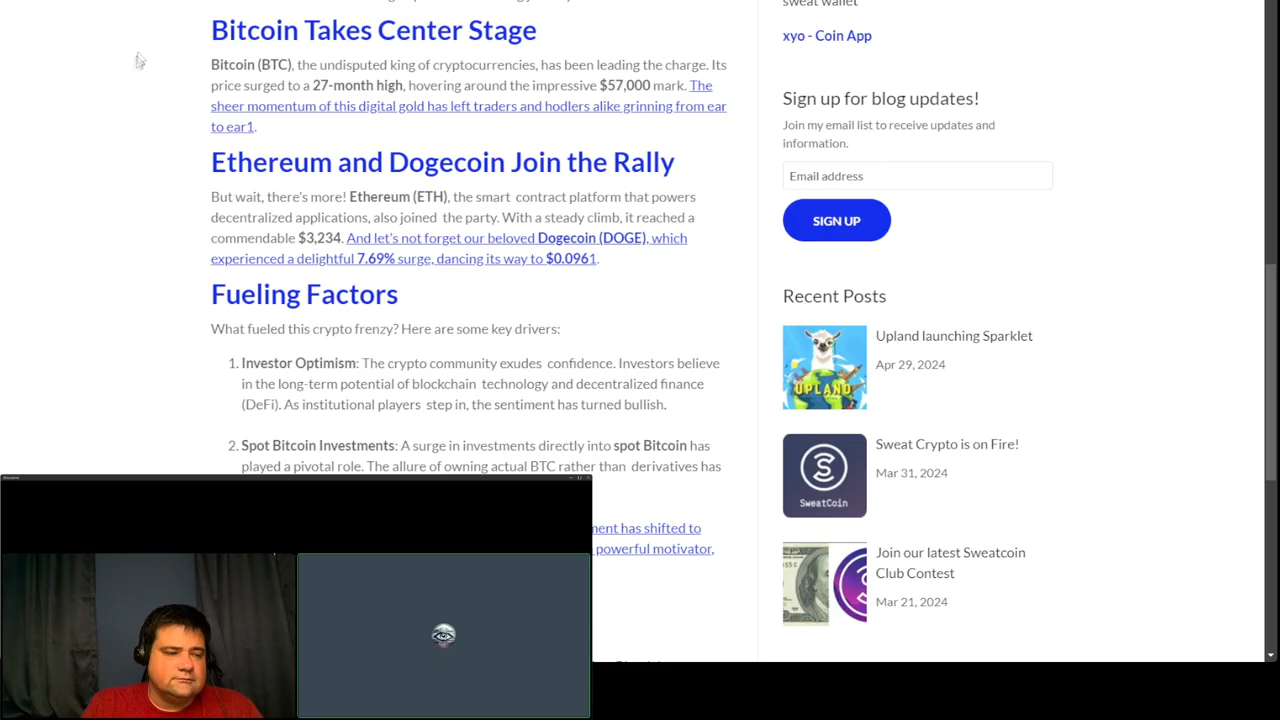 Bitcoin Takes Center Stage
Bitcoin (BTC), the undisputed king of cryptocurrencies, has been leading the charge. Its
price surged to a 27-month high, hovering around the impressive $57,000 mark. The
sheer momentum of this digital gold has left traders and hodlers alike grinning from ear
to ear1.
Ethereum and Dogecoin Join the Rally
But wait, there's more! Ethereum (ETH), the smart contract platform that powers
decentralized applications, also joined the party. With a steady climb, it reached a
commendable $3,234. And let's not forget our beloved Dogecoin (DOGE), which
experienced a delightful 7.69% surge, dancing its way to $0.0961.
Fueling Factors
What fueled this crypto frenzy? Here are some key drivers:
1. Investor Optimism: The crypto community exudes confidence. Investors believe
in the long-term potential of blockchain technology and decentralized finance
(DeFi). As institutional players step in, the sentiment has turned bullish.
2. Spot Bitcoin Investments: A surge in investments directly into spot Bitcoin has
played a pivotal role. The allure of owning actual BTC rather than derivatives has
ment has shifted to
powerful motivator,
sweat wallet
xyo - Coin App
Sign up for blog updates!
Join my email list to receive updates and
information.
Email address
SIGN UP
Recent Posts
UPLAND
Upland launching Sparklet
Apr 29, 2024
SweatCoin
Sweat Crypto is on Fire!
Mar 31, 2024
Join our latest Sweatcoin
Club Contest
Mar 21, 2024